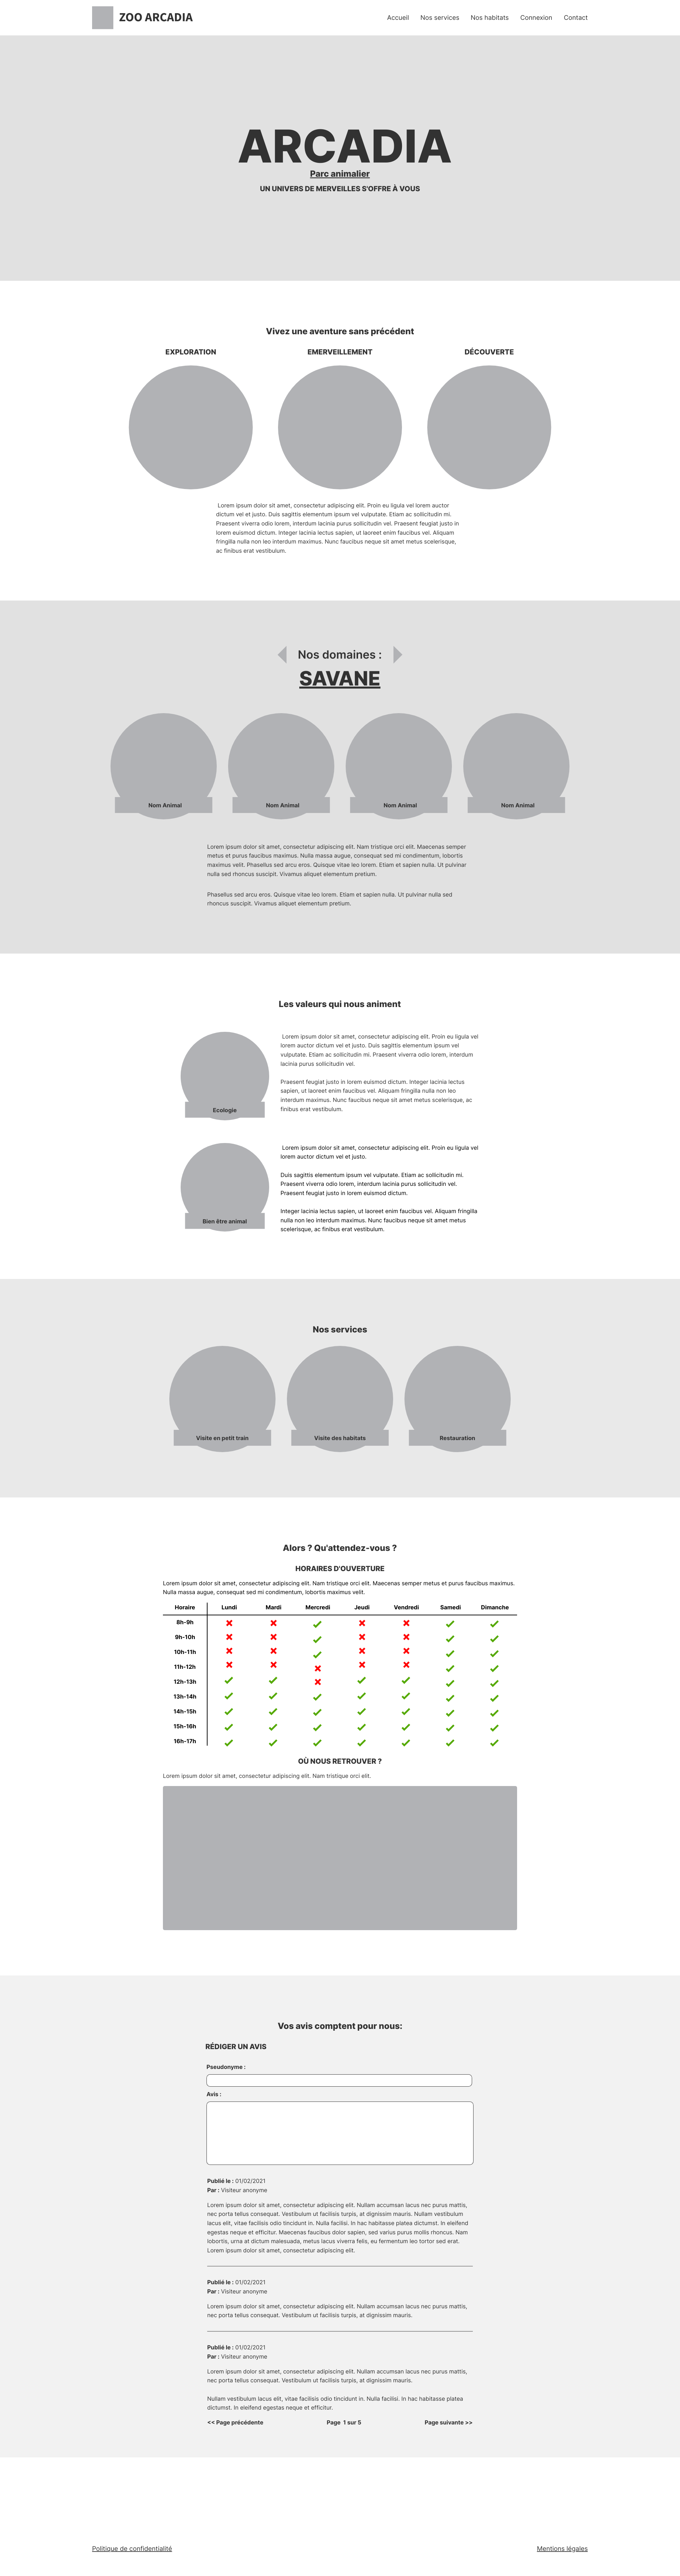 ZOO ARCADIA
Accueil Nos services Nos habitats Connexion Contact
ARCADIA
Parc animalier
UN UNIVERS DE MERVEILLES S'OFFRE À VOUS
Vivez une aventure sans précédent
EXPLORATION EMERVEILLEMENT DÉCOUVERTE
Lorem ipsum dolor sit amet, consectetur adipiscing elit. Proin eu ligula vel lorem auctor
dictum vel et justo. Duis sagittis elementum ipsum vel vulputate. Etiam ac sollicitudin mi.
Praesent viverra odio lorem, interdum lacinia purus sollicitudin vel. Praesent feugiat justo in
lorem euismod dictum. Integer lacinia lectus sapien, ut laoreet enim faucibus vel. Aliquam
fringilla nulla non leo interdum maximus. Nunc faucibus neque sit amet metus scelerisque,
ac finibus erat vestibulum.
Nos domaines :
SAVANE
Nom Animal Nom Animal Nom Animal Nom Animal
Lorem ipsum dolor sit amet, consectetur adipiscing elit. Nam tristique orci elit. Maecenas semper
metus et purus faucibus maximus. Nulla massa augue, consequat sed mi condimentum, lobortis
maximus velit. Phasellus sed arcu eros. Quisque vitae leo lorem. Etiam et sapien nulla. Ut pulvinar
nulla sed rhoncus suscipit. Vivamus aliquet elementum pretium.
Phasellus sed arcu eros. Quisque vitae leo lorem. Etiam et sapien nulla. Ut pulvinar nulla sed
rhoncus suscipit. Vivamus aliquet elementum pretium.
Les valeurs qui nous animent
Lorem ipsum dolor sit amet, consectetur adipiscing elit. Proin eu ligula vel
lorem auctor dictum vel et justo. Duis sagittis elementum ipsum vel
vulputate. Etiam ac sollicitudin mi. Praesent viverra odio lorem, interdum
lacinia purus sollicitudin vel.
Praesent feugiat justo in lorem euismod dictum. Integer lacinia lectus
sapien, ut laoreet enim faucibus vel. Aliquam fringilla nulla non leo
interdum maximus. Nunc faucibus neque sit amet metus scelerisque, ac
finibus erat vestibulum.
Ecologie
Lorem ipsum dolor sit amet, consectetur adipiscing elit. Proin eu ligula vel
lorem auctor dictum vel et justo.
Duis sagittis elementum ipsum vel vulputate. Etiam ac sollicitudin mi.
Praesent viverra odio lorem, interdum lacinia purus sollicitudin vel.
Praesent feugiat justo in lorem euismod dictum.
Integer lacinia lectus sapien, ut laoreet enim faucibus vel. Aliquam fringilla
nulla non leo interdum maximus. Nunc faucibus neque sit amet metus
scelerisque, ac finibus erat vestibulum.
Bien être animal
Nos services
Visite en petit train Visite des habitats Restauration
Alors ? Qu'attendez-vous ?
HORAIRES D'OUVERTURE
Lorem ipsum dolor sit amet, consectetur adipiscing elit. Nam tristique orci elit. Maecenas semper metus et purus faucibus maximus.
Nulla massa augue, consequat sed mi condimentum, lobortis maximus velit.
Horaire Lundi Mardi Mercredi Jeudi Vendredi Samedi Dimanche
8h-9h
9h-10h
10h-11h
11h-12h
12h-13h
13h-14h
14h-15h
15h-16h
16h-17h
OÙ NOUS RETROUVER ?
Lorem ipsum dolor sit amet, consectetur adipiscing elit. Nam tristique orci elit.
Vos avis comptent pour nous:
RÉDIGER UN AVIS
Pseudonyme :
Avis :
Publié le : 01/02/2021
Par : Visiteur anonyme
Lorem ipsum dolor sit amet, consectetur adipiscing elit. Nullam accumsan lacus nec purus mattis,
nec porta tellus consequat. Vestibulum ut facilisis turpis, at dignissim mauris. Nullam vestibulum
lacus elit, vitae facilisis odio tincidunt in. Nulla facilisi. In hac habitasse platea dictumst. In eleifend
egestas neque et efficitur. Maecenas faucibus dolor sapien, sed varius purus mollis rhoncus. Nam
lobortis, urna at dictum malesuada, metus lacus viverra felis, eu fermentum leo tortor sed erat.
Lorem ipsum dolor sit amet, consectetur adipiscing elit.
Publié le : 01/02/2021
Par : Visiteur anonyme
Lorem ipsum dolor sit amet, consectetur adipiscing elit. Nullam accumsan lacus nec purus mattis,
nec porta tellus consequat. Vestibulum ut facilisis turpis, at dignissim mauris.
Publié le : 01/02/2021
Par : Visiteur anonyme
Lorem ipsum dolor sit amet, consectetur adipiscing elit. Nullam accumsan lacus nec purus mattis,
nec porta tellus consequat. Vestibulum ut facilisis turpis, at dignissim mauris.
Nullam vestibulum lacus elit, vitae facilisis odio tincidunt in. Nulla facilisi. In hac habitasse platea
dictumst. In eleifend egestas neque et efficitur.
<< Page précédente Page 1 sur 5 Page suivante >>
Politique de confidentialité Mentions légales